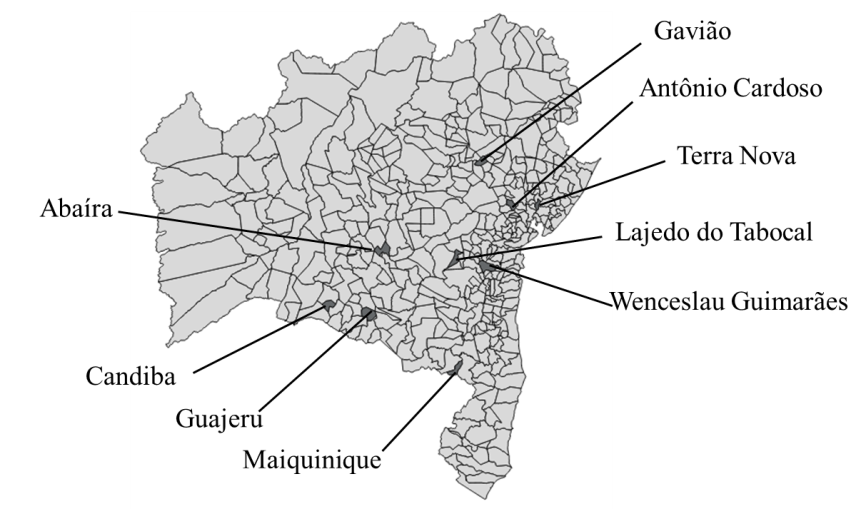 Gavião
Antônio Cardoso
Terra Nova
Abaíra
Lajedo do Tabocal
Wenceslau Guimarães
Candiba
Guajeru
Maiquinique